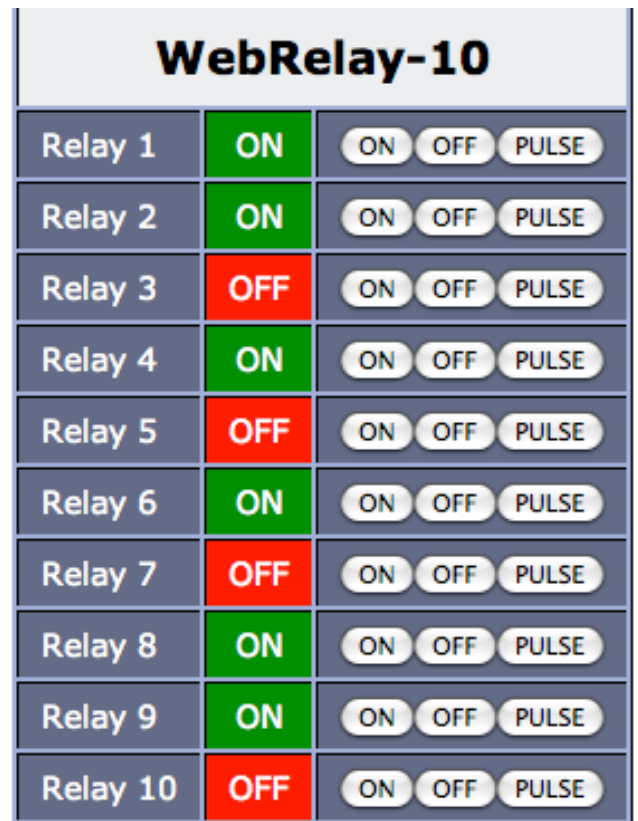 WebRelay-10
Relay 1 ON ON OFF PULSE
Relay 2 ON ON OFF PULSE
Relay 3 OFF ON OFF PULSE
Relay 4 ON ON OFF PULSE
Relay 5 OFF ON OFF PULSE
Relay 6 ON ON OFF PULSE
Relay 7 OFF ON OFF PULSE
Relay 8 ON ON OFF PULSE
Relay 9 ON ON OFF PULSE
Relay 10 OFF ON OFF PULSE